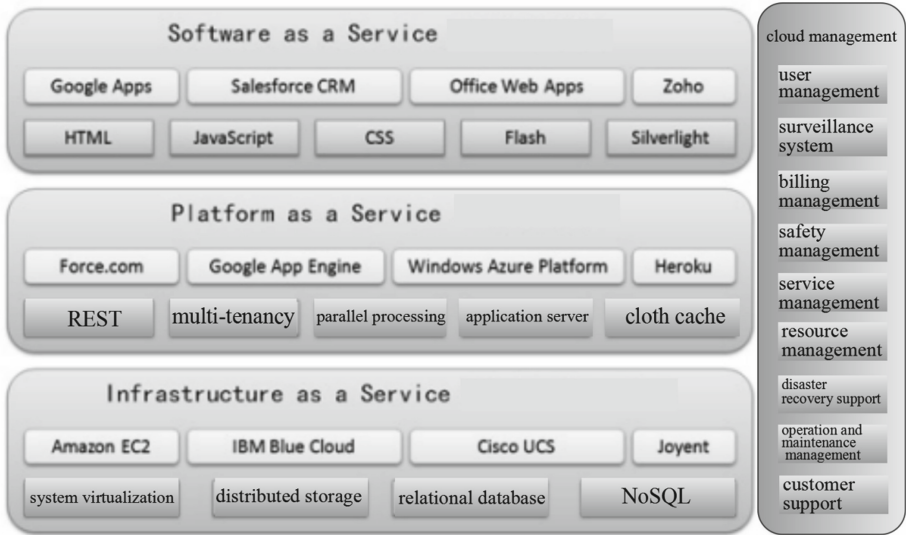 Software as a Service
Google Apps
Salesforce CRM
Office Web Apps
Zoho
HTML
JavaScript
CSS
Flash
Silverlight
Platform as a Service
Force.com
Google App Engine
Windows Azure Platform
Heroku
REST
multi-tenancy
parallel processing
application server
cloth cache
Infrastructure as a Service
Amazon EC2
IBM Blue Cloud
Cisco UCS
Joyent
system virtualization
distributed storage
relational database
NoSQL
cloud management
user
management
surveillance
system
billing
management
safety
management
service
management
resource
management
disaster
recovery support
operation and
maintenance
management
customer
support